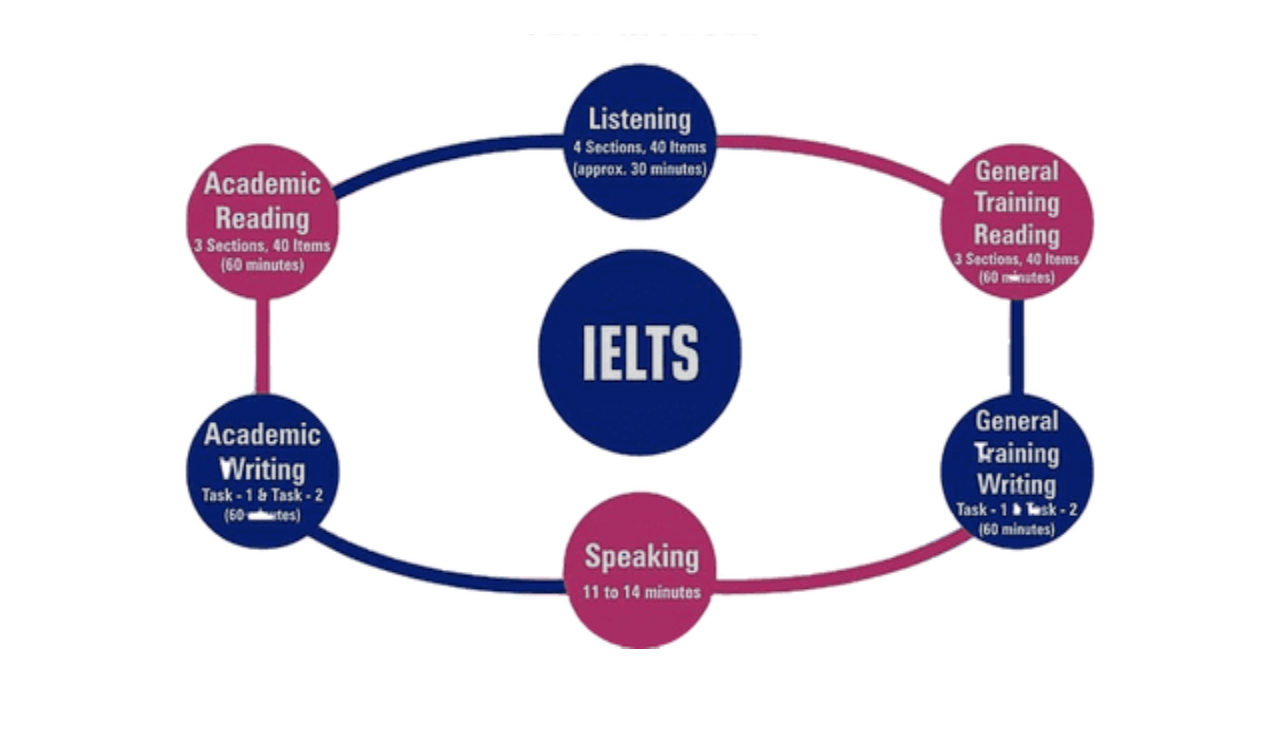 Listening
4 Sections, 40 Items
(approx. 30 minutes)
Academic
Reading
3 Sections, 40 Items
(60 minutes)
General
Training
Reading
3 Sections, 40 Items
(60 minutes)
IELTS
Academic
Writing
Task - 1 & Task - 2
(60 minutes)
General
Training
Writing
Task - 1 & Task - 2
(60 minutes)
Speaking
11 to 14 minutes